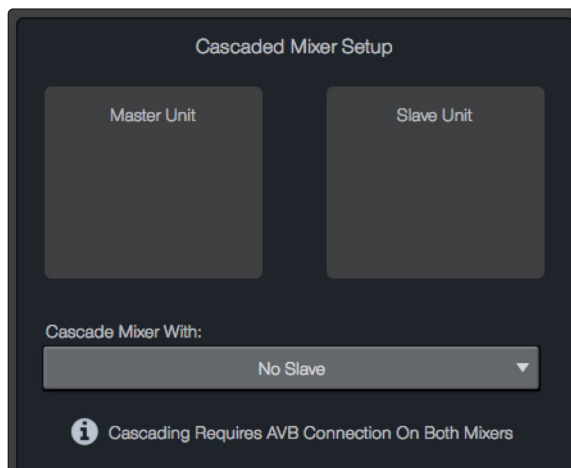 Cascaded Mixer Setup
Master Unit
Slave Unit
Cascade Mixer With:
No Slave
Cascading Requires AVB Connection On Both Mixers